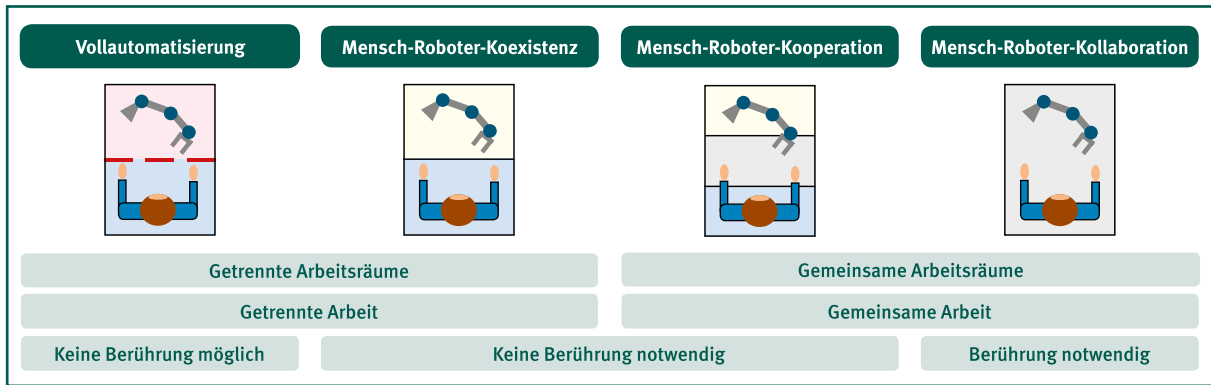 Vollautomatisierung
Mensch-Roboter-Koexistenz
Mensch-Roboter-Kooperation
Mensch-Roboter-Kollaboration
Getrennte Arbeitsräume
Gemeinsame Arbeitsräume
Getrennte Arbeit
Gemeinsame Arbeit
Keine Berührung möglich
Keine Berührung notwendig
Berührung notwendig